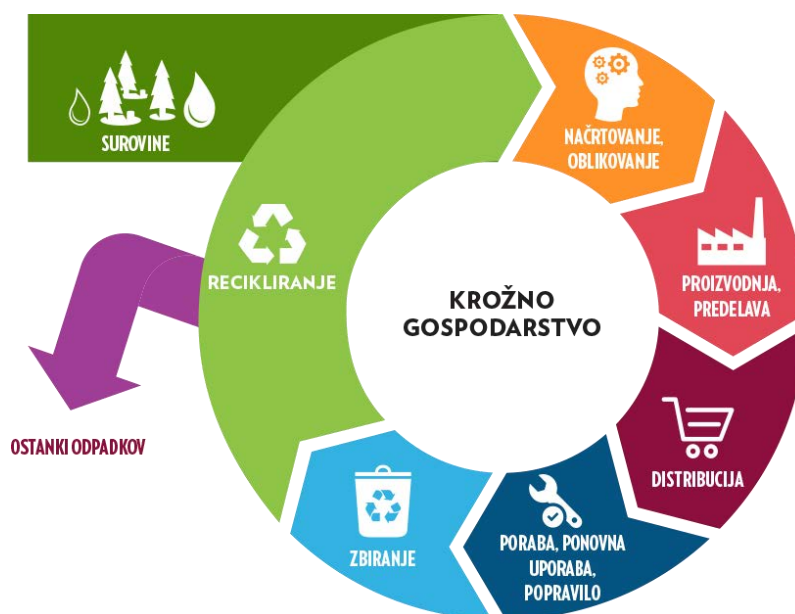 SUROVINE
NAČRTOVANJE,
OBLIKOVANJE
RECIKLIRANJE
PROIZVODNJA,
PREDELAVA
KROŽNO
GOSPODARSTVO
OSTANKI ODPADKOV
DISTRIBUCIJA
PORABA, PONOVNA
UPORABA,
POPRAVILO
ZBIRANJE